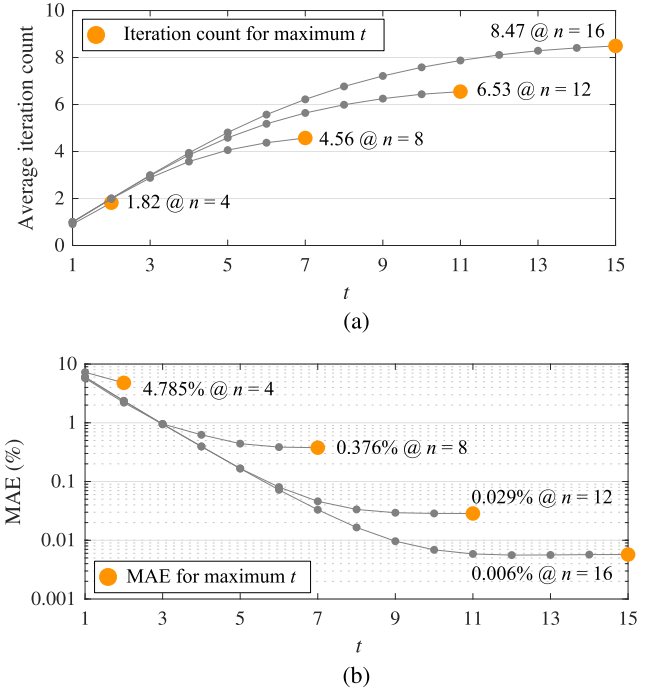 10
8
6
4
2
0
Average iteration count
Iteration count for maximum t
8.47 @ n = 16
6.53 @ n = 12
4.56 @ n = 8
1.82 @ n = 4
1 3 5 7 9 11 13 15
t
(a)
10
1
0.1
0.01
0.001
MAE (%)
4.785% @ n = 4
0.376% @ n = 8
0.029% @ n = 12
0.006% @ n = 16
MAE for maximum t
1 3 5 7 9 11 13 15
t
(b)